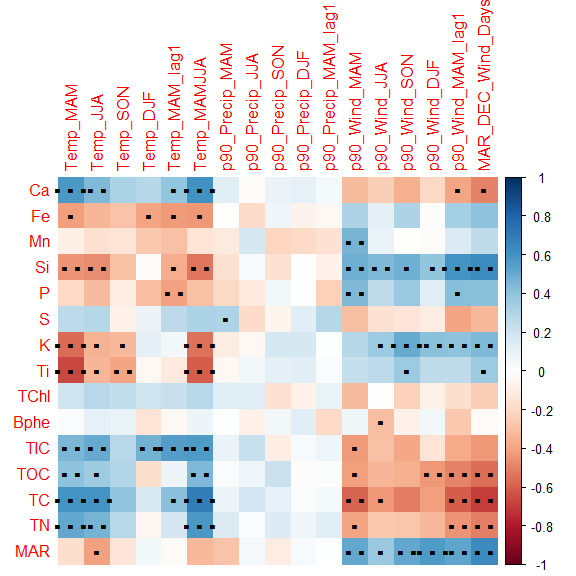 Temp_MAM
Temp_JJA
Temp_SON
Temp_DJF
Temp_MAM_lag1
Temp_MAMJJA
p90_Precip_MAM
p90_Precip_JJA
p90_Precip_SON
p90_Precip_DJF
p90_Precip_MAM_lag1
p90_Wind_MAM
p90_Wind_JJA
p90_Wind_SON
p90_Wind_DJF
p90_Wind_MAM_lag1
MAR_DEC_Wind_Days
Ca
Fe
Mn
Si
P
S
K
Ti
TChl
Bphe
TIC
TOC
TC
TN
MAR
1
0.8
0.6
0.4
0.2
0
-0.2
-0.4
-0.6
-0.8
-1